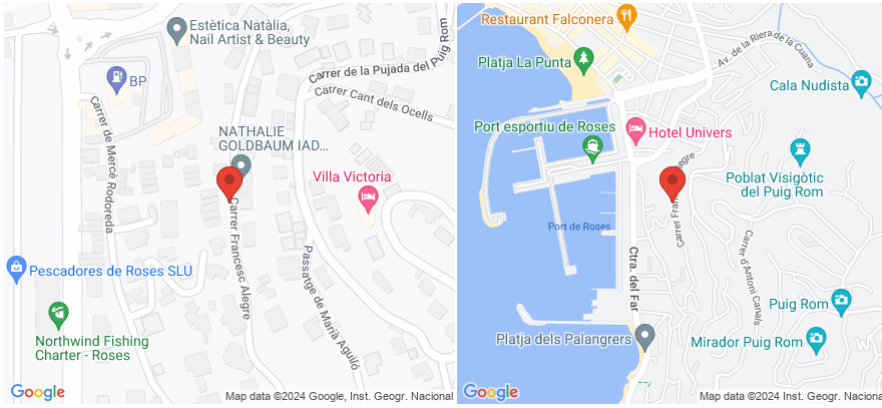 Estètica Natàlia,
Nail Artist & Beauty
BP
Carrer de la Pujada del Puig Rom
Carrer Cant dels Ocells
Carrer de Mercé Rodoreda
NATHALIE
GOLDBAUM IAD...
Villa Victoria
Carrer Francesc Alegre
Passatge de Marià Aguiló
Pescadores de Roses SLU
Northwind Fishing
Charter - Roses
Google
Map data ©2024 Google, Inst. Geogr. Nacional
Restaurant Falconera
Platja La Punta
Av. de la Riera de la Cuana
Cala Nudista
Port esportiu de Roses
Hotel Univers
Poblat Visigòtic
del Puig Rom
Port de Roses
Carrer Fran
egre
Ctra. del Far
Carrer d'Antoni Canals
Puig Rom
Mirador Puig Rom
Platja dels Palangrers
Google
Map data ©2024 Google, Inst. Geogr. Naciona